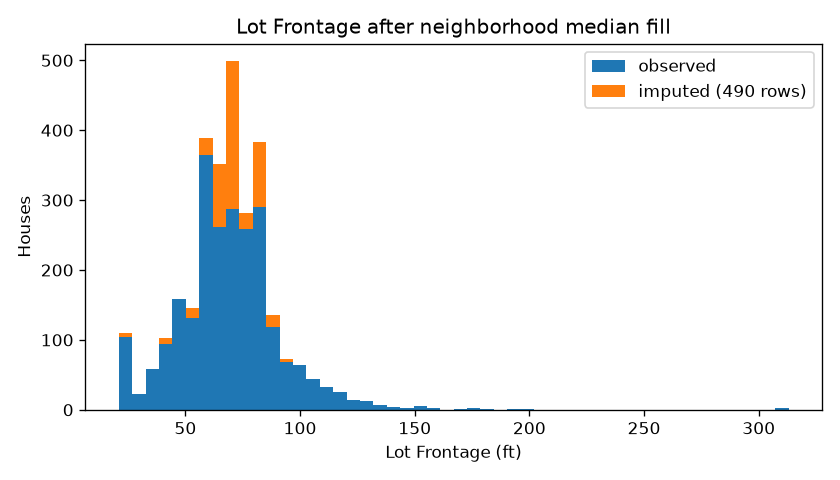 Lot Frontage after neighborhood median fill
observed
imputed (490 rows)
Houses
500
400
300
200
100
0
50
100
150
200
250
300
Lot Frontage (ft)